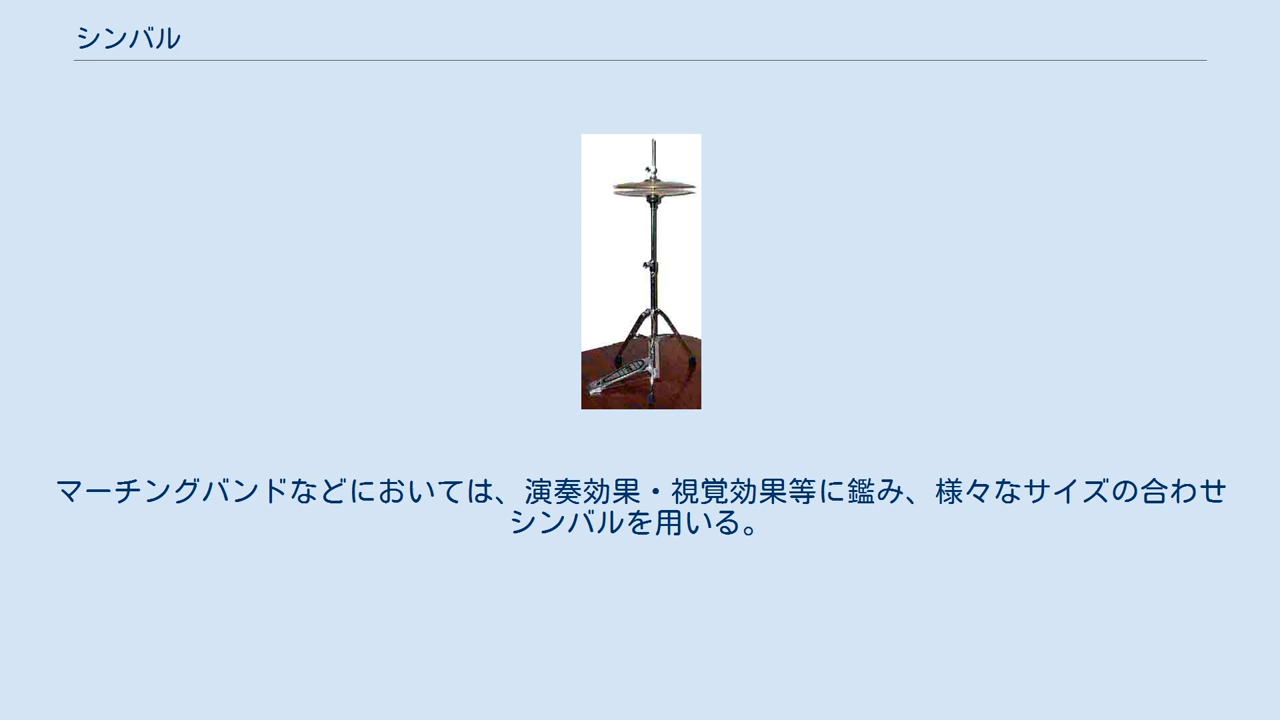 シンバル
マーチングバンドなどにおいては、演奏効果・視覚効果等に鑑み、様々なサイズの合わせ
シンバルを用いる。